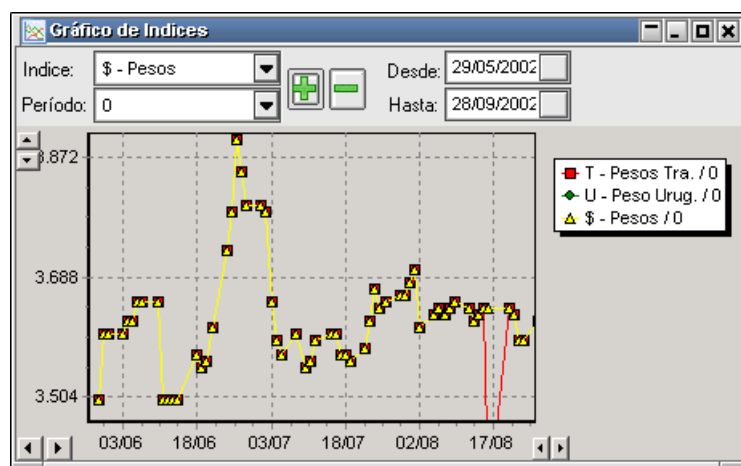 Gráfico de Indices
Indice: $ - Pesos
Desde: 29/05/2002
Período: 0
Hasta: 28/09/2002
3.872
T - Pesos Tra. / 0
U - Peso Urug. / 0
$ - Pesos / 0
3.688
3.504
03/06 18/06 03/07 18/07 02/08 17/08